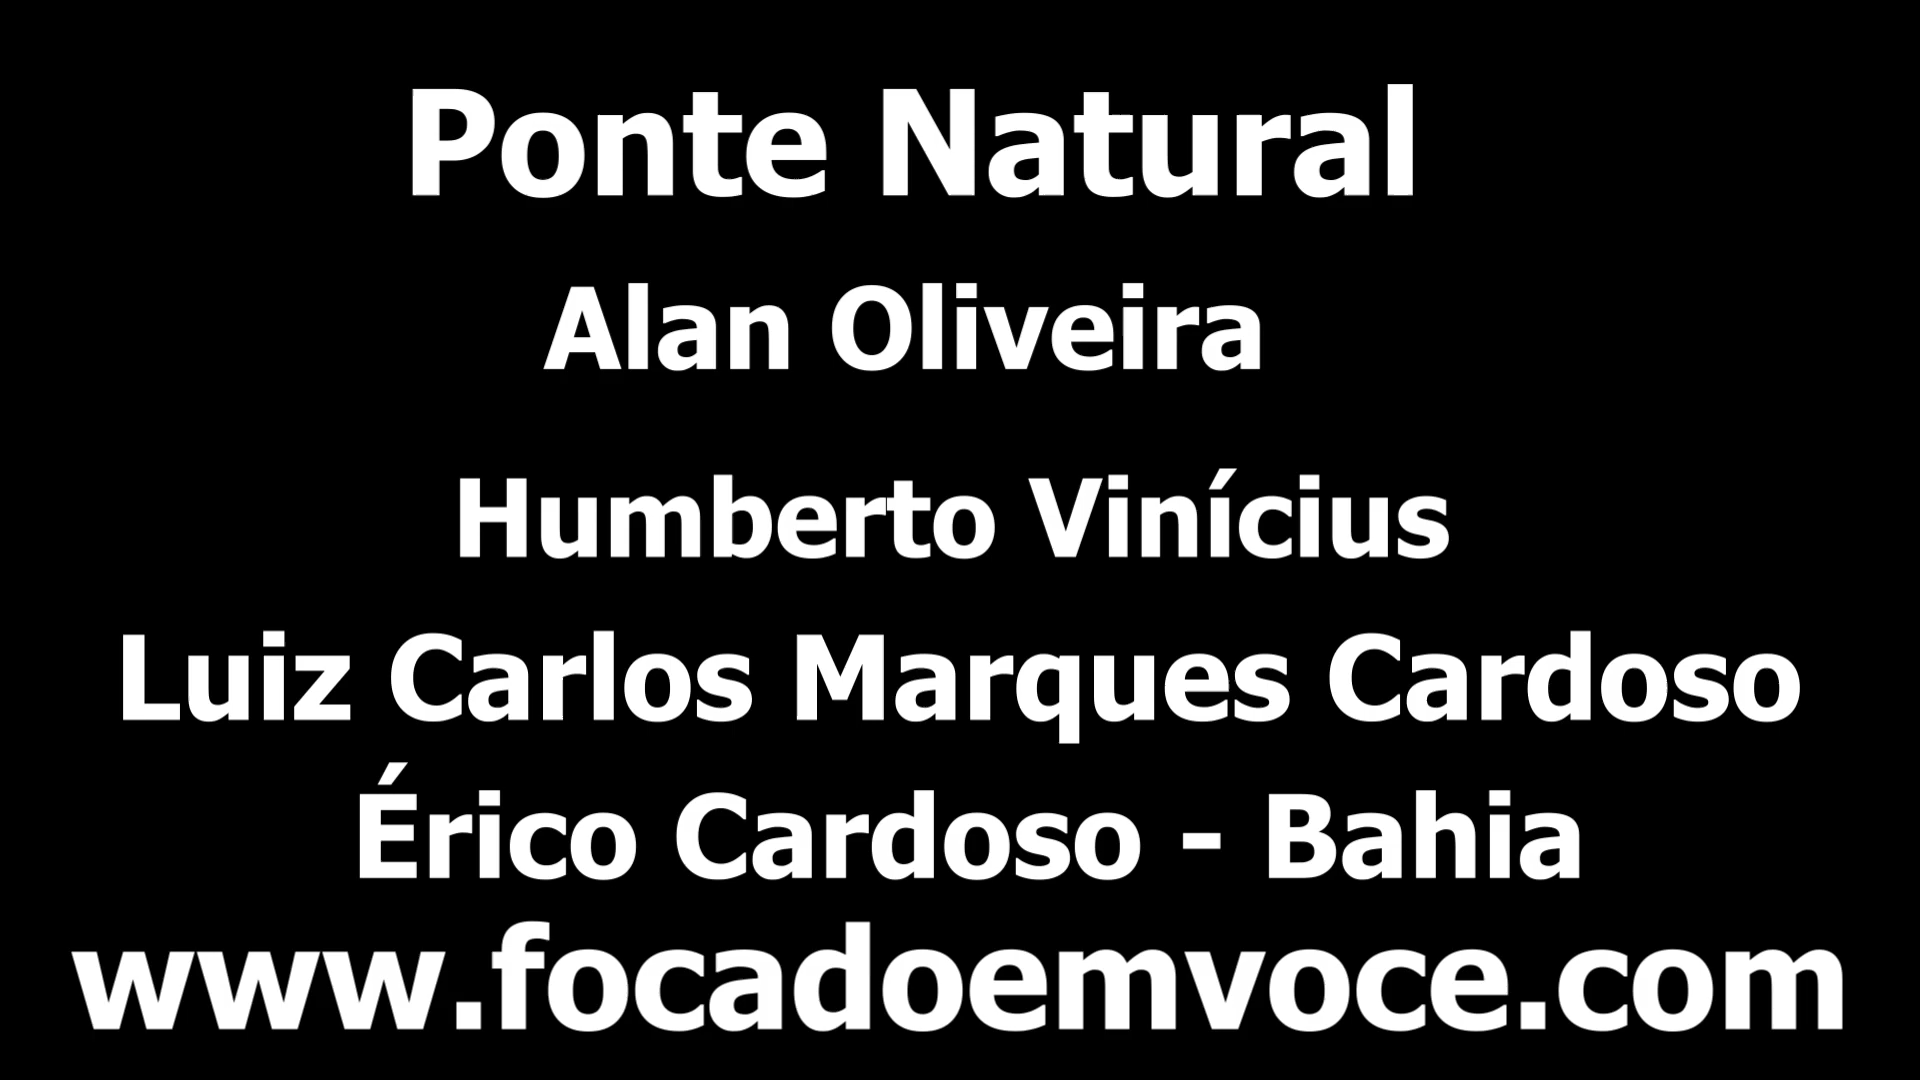 Ponte Natural
Alan Oliveira
Humberto Vinícius
Luiz Carlos Marques Cardoso
Érico Cardoso - Bahia
www.focadoemvoce.com